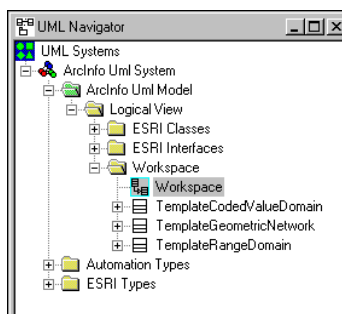 UML Navigator
UML Systems
ArcInfo Uml System
ArcInfo Uml Model
Logical View
ESRI Classes
ESRI Interfaces
Workspace
Workspace
TemplateCodedValueDomain
TemplateGeometricNetwork
TemplateRangeDomain
Automation Types
ESRI Types